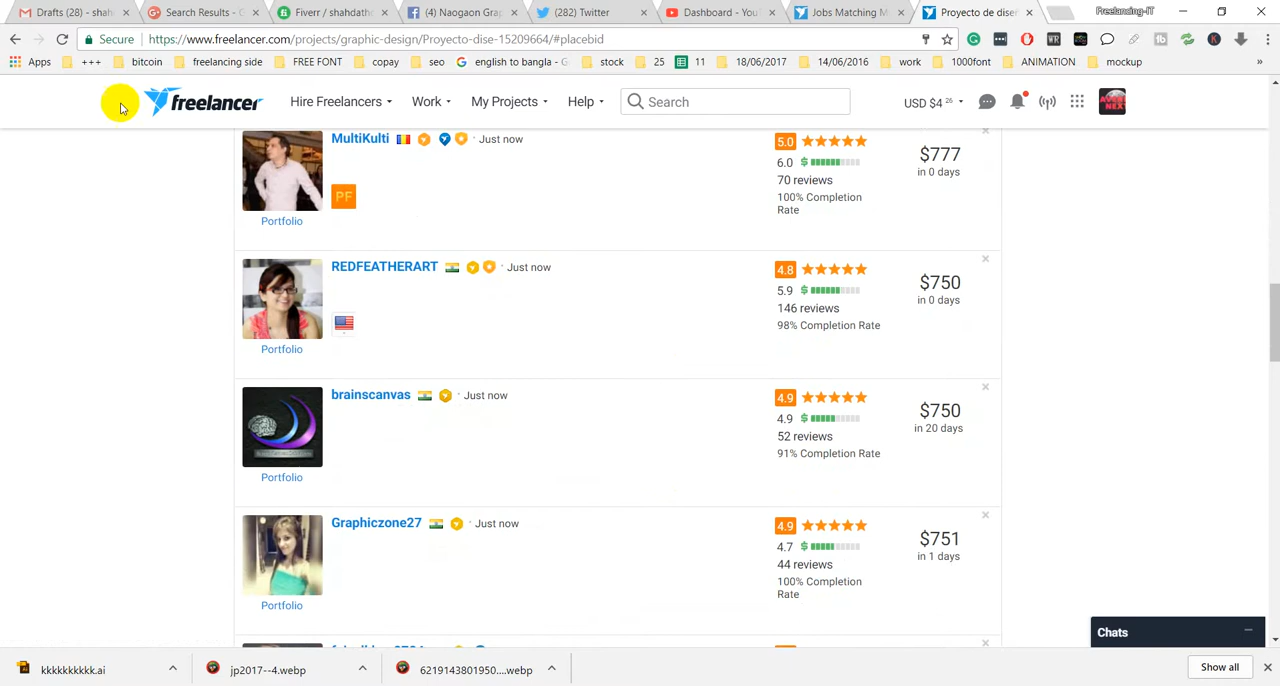 Drafts (28) - shah
Search Results - G
Fiverr / shahdath
(4) Naogaon Grap
(282) Twitter
Dashboard - You
Jobs Matching M
Proyecto de diser
Freelancing-IT
Secure
https://www.freelancer.com/projects/graphic-design/Proyecto-dise-15209664/#placebid
Apps
+++
bitcoin
freelancing side
FREE FONT
copay
seo
english to bangla - G
stock
25
11
18/06/2017
14/06/2016
work
1000font
ANIMATION
mockup
»
freelancer
Hire Freelancers
Work
My Projects
Help
Search
USD $4 26
MultiKulti
Just now
PF
Portfolio
5.0
6.0
70 reviews
100% Completion
Rate
$777
in 0 days
REDFEATHERART
Just now
Portfolio
4.8
5.9
146 reviews
98% Completion Rate
$750
in 0 days
brainscanvas
Just now
Portfolio
4.9
4.9
52 reviews
91% Completion Rate
$750
in 20 days
Graphiczone27
Just now
Portfolio
4.9
4.7
44 reviews
100% Completion
Rate
$751
in 1 days
Chats
kkkkkkkkkk.ai
jp2017--4.webp
6219143801950....webp
Show all